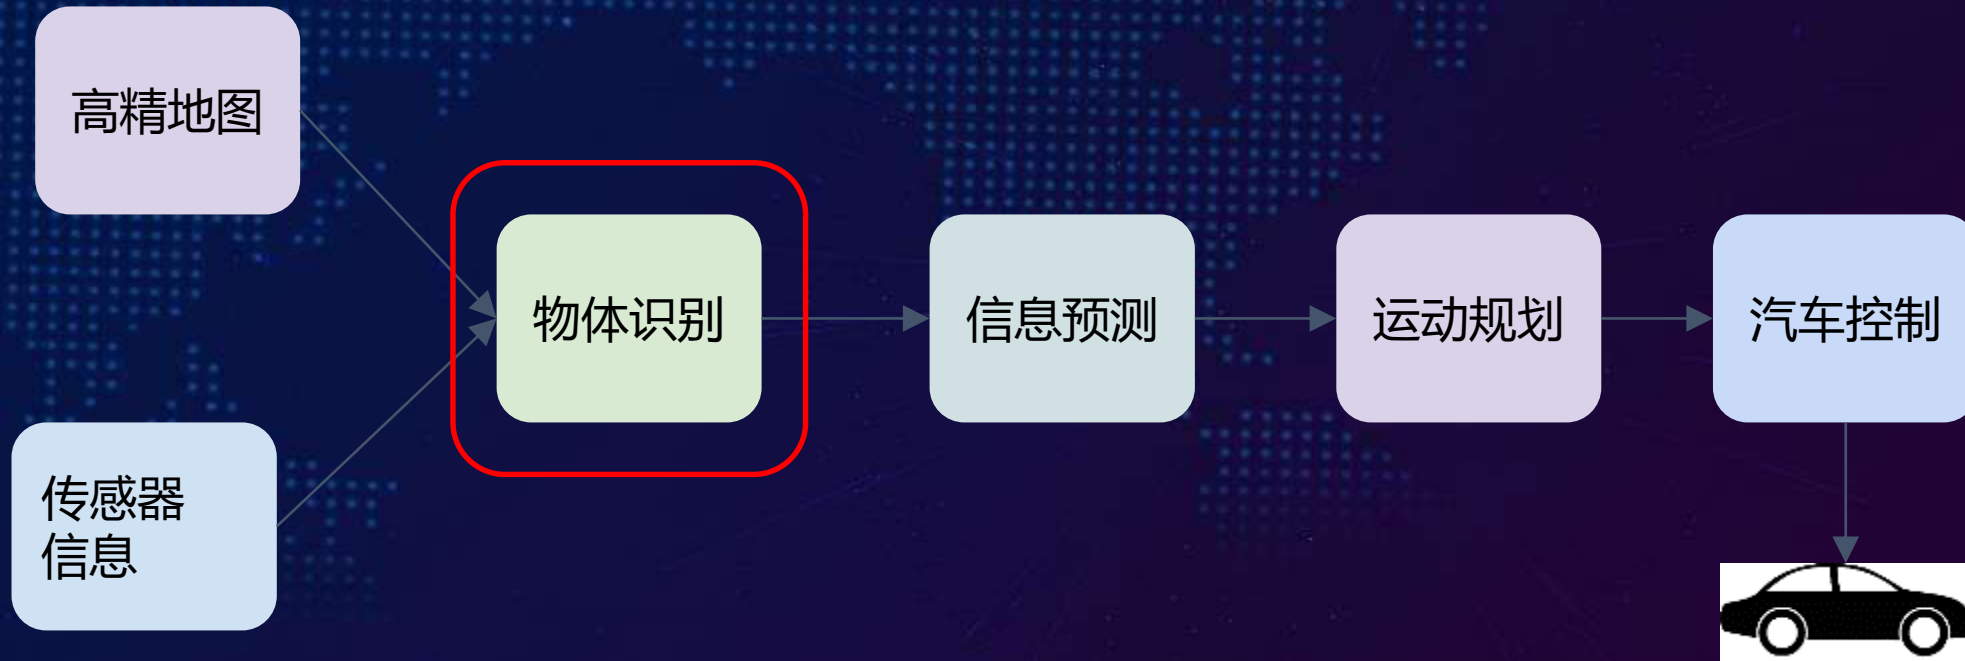 高精地图
物体识别
信息预测
运动规划
汽车控制
传感器
信息